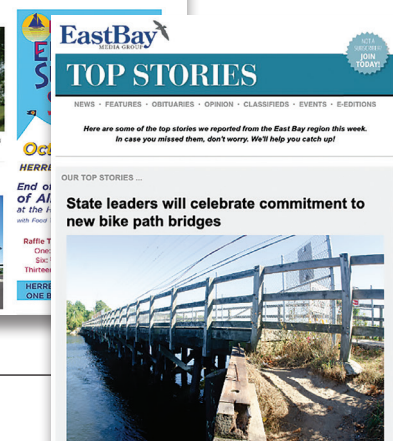 EastBay
MEDIA GROUP
NOT A
SUBSCRIBER?
JOIN
TODAY!
TOP STORIES
NEWS • FEATURES • OBITUARIES • OPINION • CLASSIFIEDS • EVENTS • E-EDITIONS
Here are some of the top stories we reported from the East Bay region this week.
In case you missed them, don't worry. We'll help you catch up!
OUR TOP STORIES ...
State leaders will celebrate commitment to
new bike path bridges
Oct
HERRE
End of
of Al
at the H
with Food
Raffle T
One:
Six:
Thirteen
HERRE
ONE B